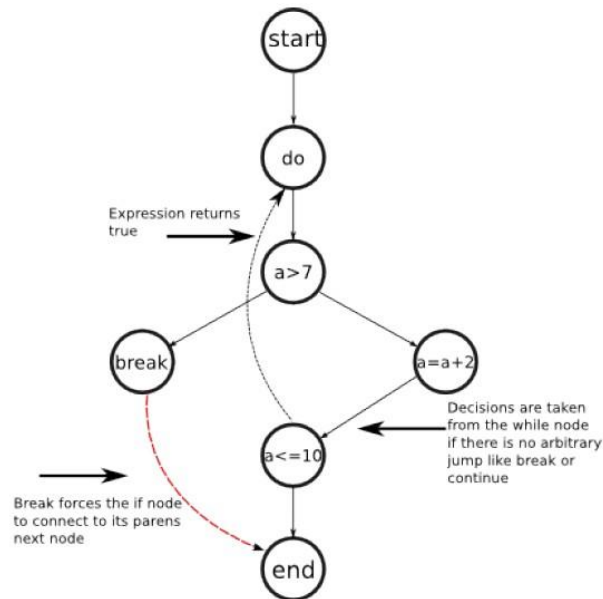 start
do
Expression returns
true
a>7
break
a=a+2
Decisions are taken
from the while node
if there is no arbitrary
jump like break or
continue
a<=10
Break forces the if node
to connect to its parens
next node
end